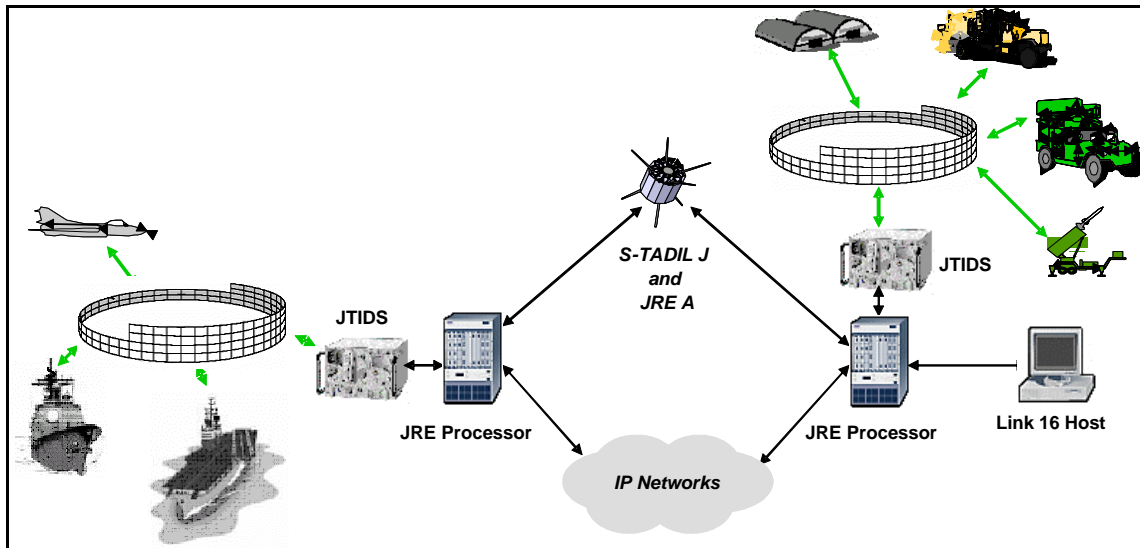 S-TADIL J
and
JRE A
JTIDS
JTIDS
JRE Processor
JRE Processor
Link 16 Host
IP Networks